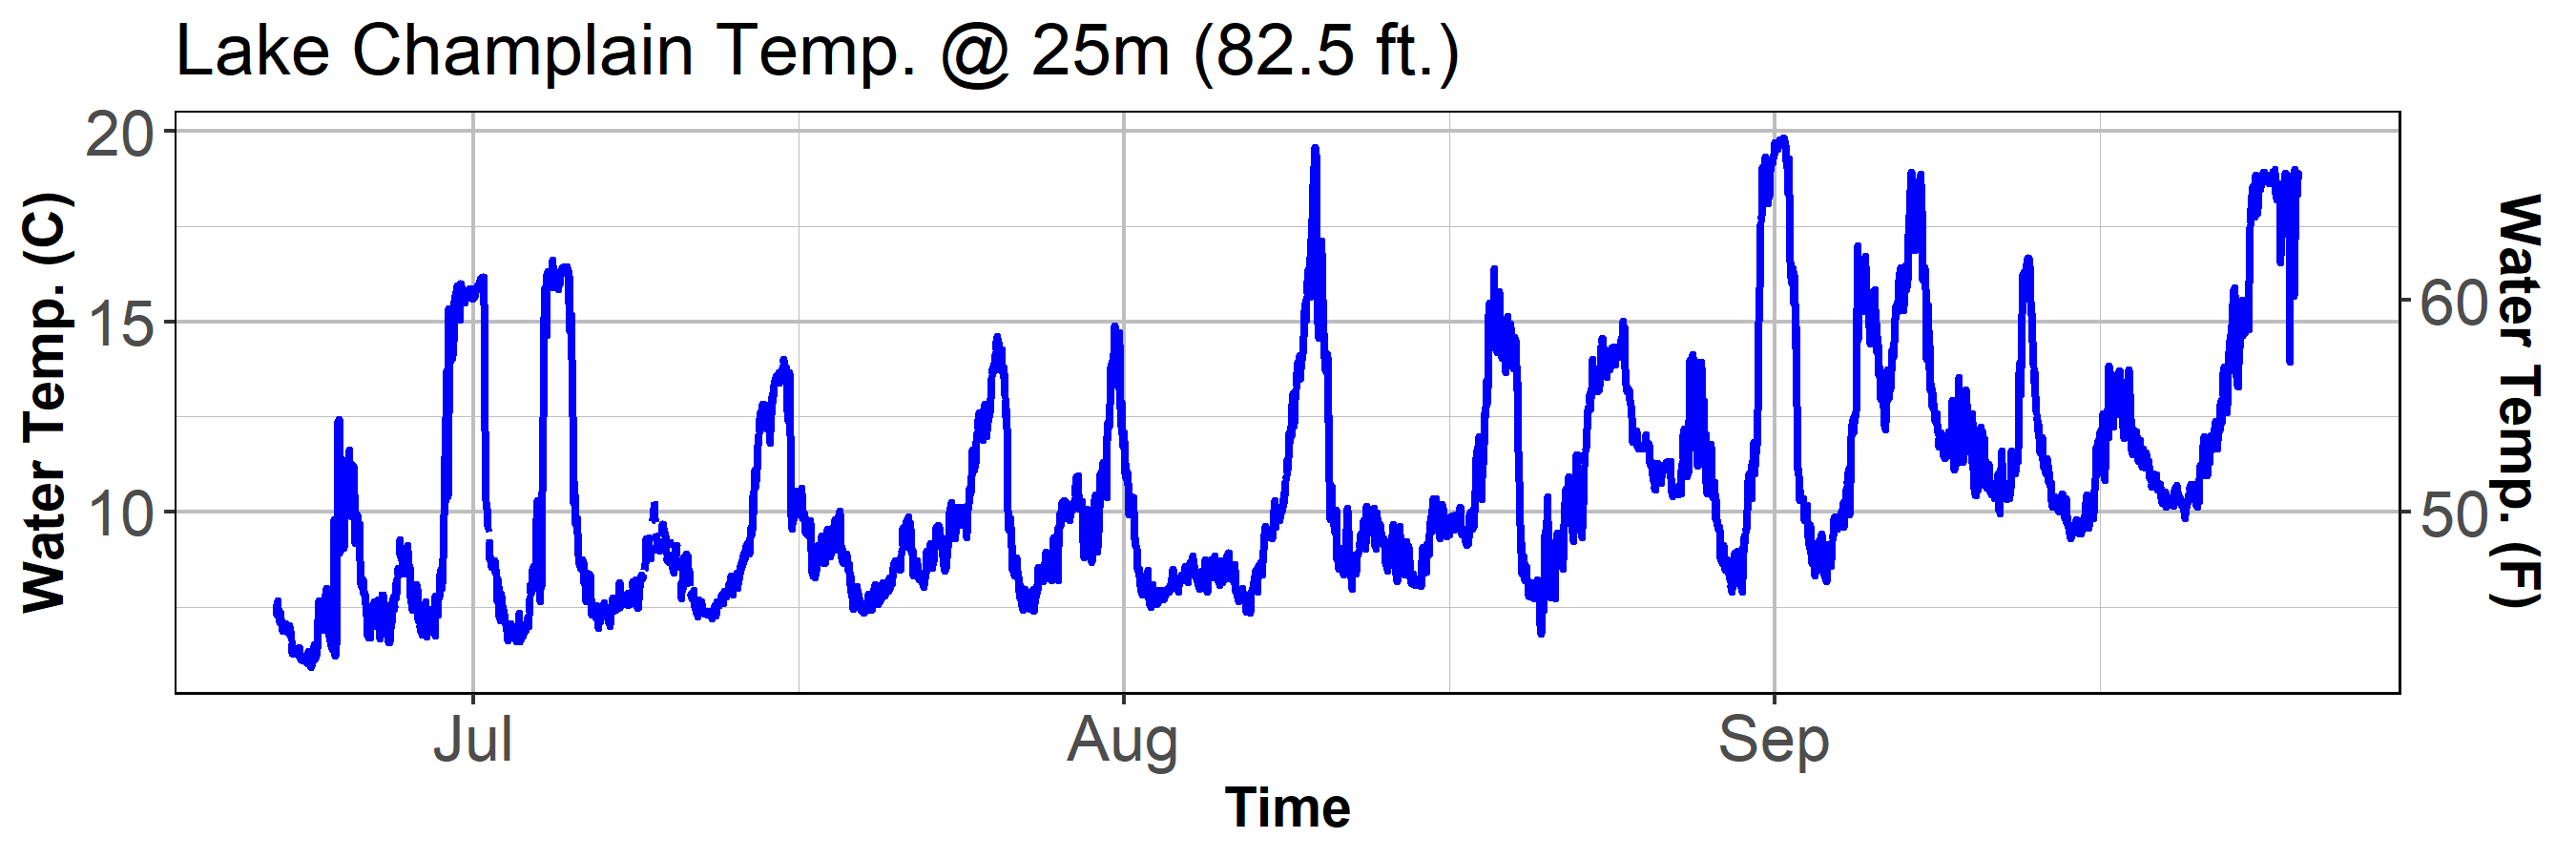 Lake Champlain Temp. @ 25m (82.5 ft.)
Water Temp. (C)
20
15
10
60
50
Water Temp. (F)
Jul Aug Sep
Time